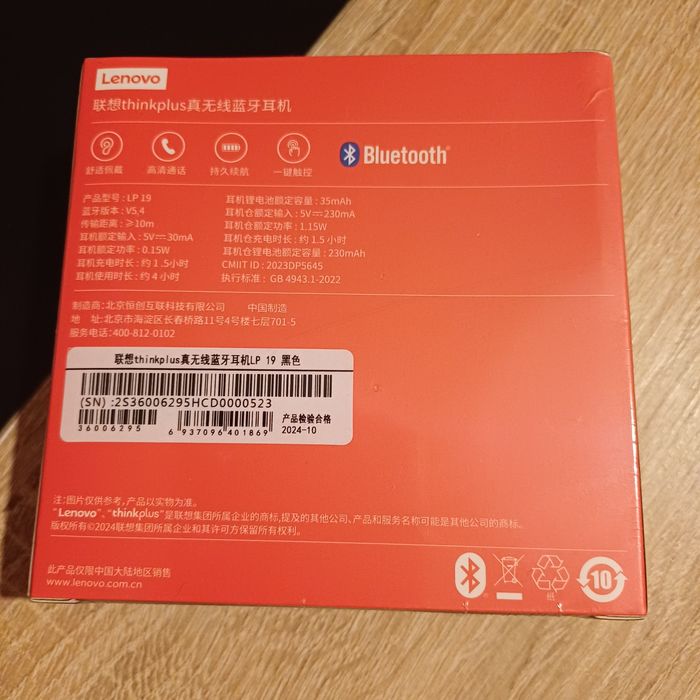 Lenovo
联想thinkplus真无线蓝牙耳机
舒适佩戴 高清通话 持久续航 一键触控
Bluetooth®
产品型号: LP 19
蓝牙版本: V5.4
传输距离: ≥10m
耳机额定输入: 5V⎓30mA
耳机额定功率: 0.15W
耳机充电时长: 约 1.5小时
耳机使用时长: 约 4 小时
耳机锂电池额定容量: 35mAh
耳机仓额定输入: 5V⎓230mA
耳机仓额定功率: 1.15W
耳机仓充电时长: 约 1.5 小时
耳机仓锂电池额定容量: 230mAh
CMIIT ID: 2023DP5645
执行标准: GB 4943.1-2022
制造商:北京恒创互联科技有限公司 中国制造
地 址:北京市海淀区长春桥路11号4号楼七层701-5
服务电话:400-812-0102
联想thinkplus真无线蓝牙耳机LP 19 黑色
(SN) :2S36006295HCD0000523
36006295
6 937096 401869
产品检验合格
2024-10
注:图片仅供参考,产品以实物为准。
"Lenovo"、"thinkplus"是联想集团所属企业的商标,提及的其他公司、产品和服务名称可能是其他公司的商标。
版权所有©2024联想集团所属企业和其许可方保留所有权利。
此产品仅限中国大陆地区销售
www.lenovo.com.cn
纸
10